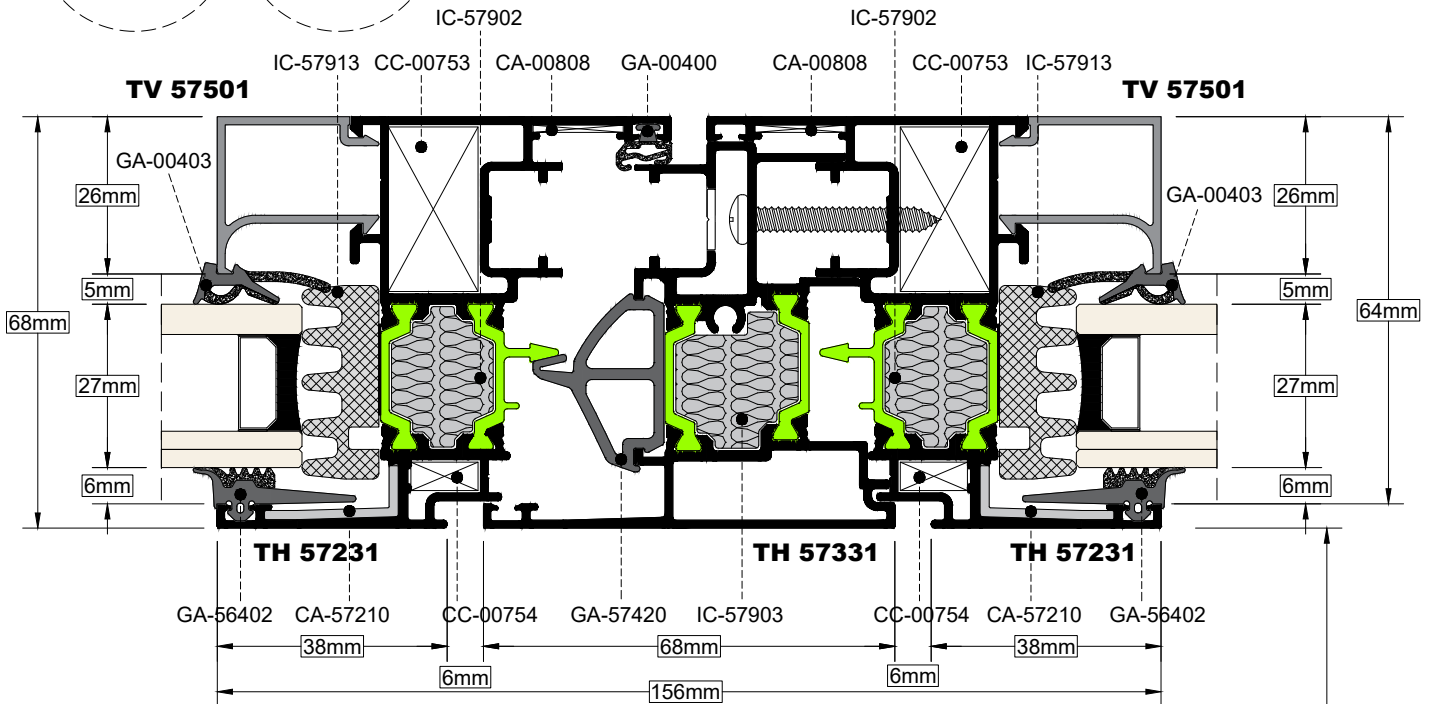 IC-57902 IC-57902
IC-57913 CC-00753 CA-00808 GA-00400 CA-00808 CC-00753 IC-57913
TV 57501 TV 57501
GA-00403
GA-00403
26mm 26mm
5mm 5mm
68mm 64mm
27mm 27mm
6mm 6mm
TH 57231 TH 57331 TH 57231
GA-56402 CA-57210 CC-00754 GA-57420 IC-57903 CC-00754 CA-57210 GA-56402
38mm 68mm 38mm
6mm 6mm
156mm